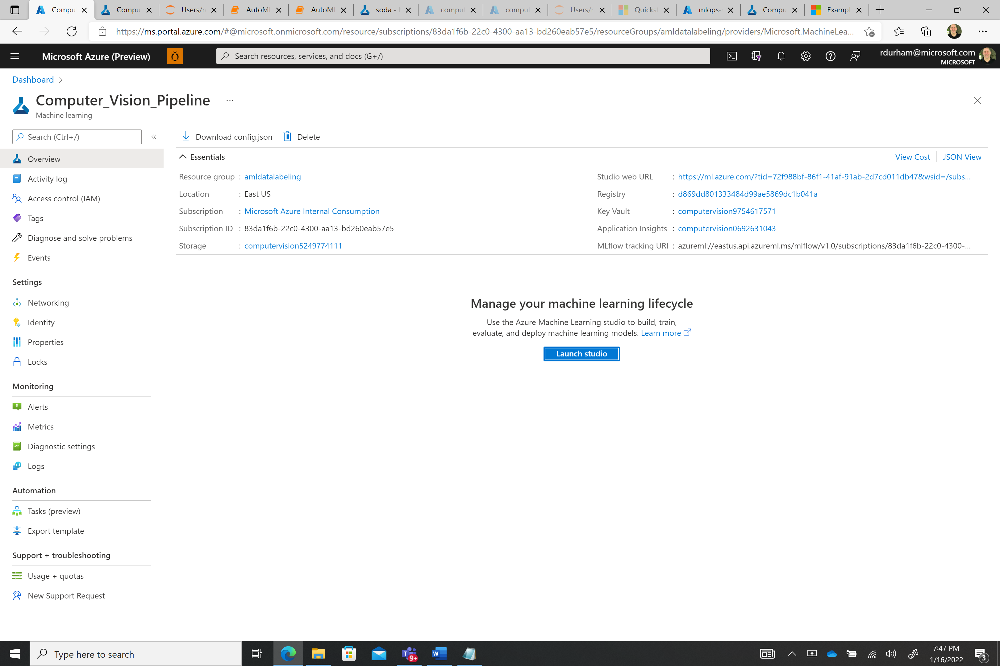 Compu
Compu
Users/r
AutoML
AutoML
soda -
comput
comput
Users/r
Quickst
mlops-
Compu
Exampl
https://ms.portal.azure.com/#@microsoft.onmicrosoft.com/resource/subscriptions/83da1f6b-22c0-4300-aa13-bd260eab57e5/resourceGroups/amldatalabeling/providers/Microsoft.MachineLea...
Microsoft Azure (Preview)
Search resources, services, and docs (G+/)
rdurham@microsoft.com
MICROSOFT
Dashboard
Computer_Vision_Pipeline ...
Machine learning
Search (Ctrl+/)
«
Download config.json
Delete
Overview
Activity log
Access control (IAM)
Tags
Diagnose and solve problems
Events
Settings
Networking
Identity
Properties
Locks
Monitoring
Alerts
Metrics
Diagnostic settings
Logs
Automation
Tasks (preview)
Export template
Support + troubleshooting
Usage + quotas
New Support Request
Essentials
View Cost
JSON View
Resource group : amldatalabeling
Location : East US
Subscription : Microsoft Azure Internal Consumption
Subscription ID : 83da1f6b-22c0-4300-aa13-bd260eab57e5
Storage : computervision5249774111
Studio web URL : https://ml.azure.com/?tid=72f988bf-86f1-41af-91ab-2d7cd011db47&wsid=/subs...
Registry : d869dd801333484d99ae5869dc1b041a
Key Vault : computervision9754617571
Application Insights : computervision0692631043
MLflow tracking URI : azureml://eastus.api.azureml.ms/mlflow/v1.0/subscriptions/83da1f6b-22c0-4300-...
Manage your machine learning lifecycle
Use the Azure Machine Learning studio to build, train,
evaluate, and deploy machine learning models. Learn more
Launch studio
Type here to search
9+
7:47 PM
1/16/2022
3